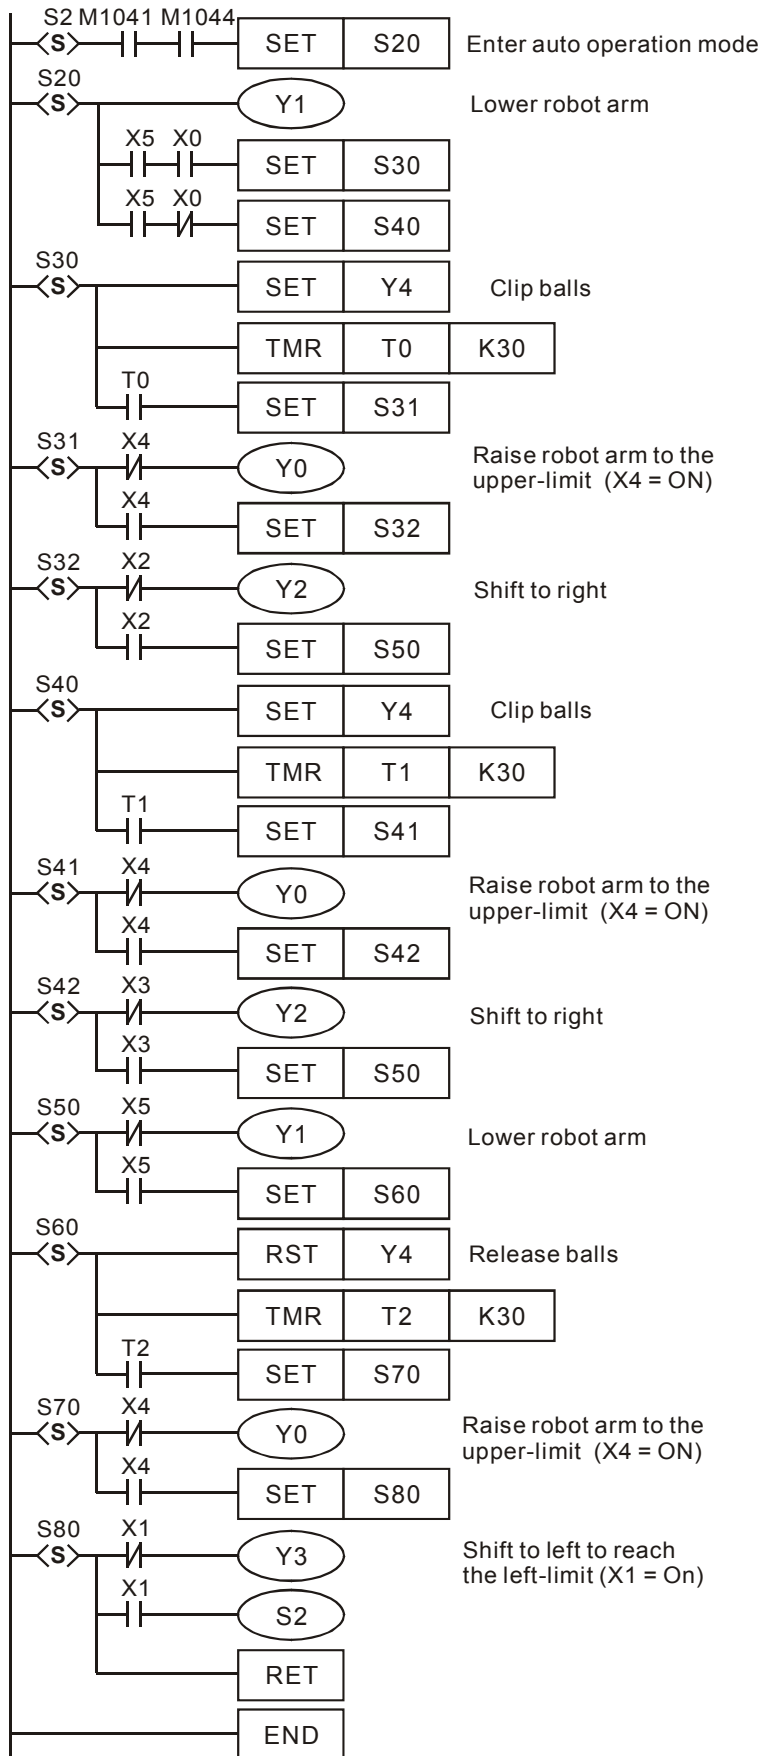 S2 M1041 M1044
S SET S20 Enter auto operation mode
S20
S Y1 Lower robot arm
X5 X0
SET S30
X5 X0
SET S40
S30
S SET Y4 Clip balls
TMR T0 K30
T0
SET S31
S31 X4
S Y0 Raise robot arm to the
upper-limit (X4 = ON)
X4
SET S32
S32 X2
S Y2 Shift to right
X2
SET S50
S40
S SET Y4 Clip balls
TMR T1 K30
T1
SET S41
S41 X4
S Y0 Raise robot arm to the
upper-limit (X4 = ON)
X4
SET S42
S42 X3
S Y2 Shift to right
X3
SET S50
S50 X5
S Y1 Lower robot arm
X5
SET S60
S60
S RST Y4 Release balls
TMR T2 K30
T2
SET S70
S70 X4
S Y0 Raise robot arm to the
upper-limit (X4 = ON)
X4
SET S80
S80 X1
S Y3 Shift to left to reach
the left-limit (X1 = On)
X1
S2
RET
END